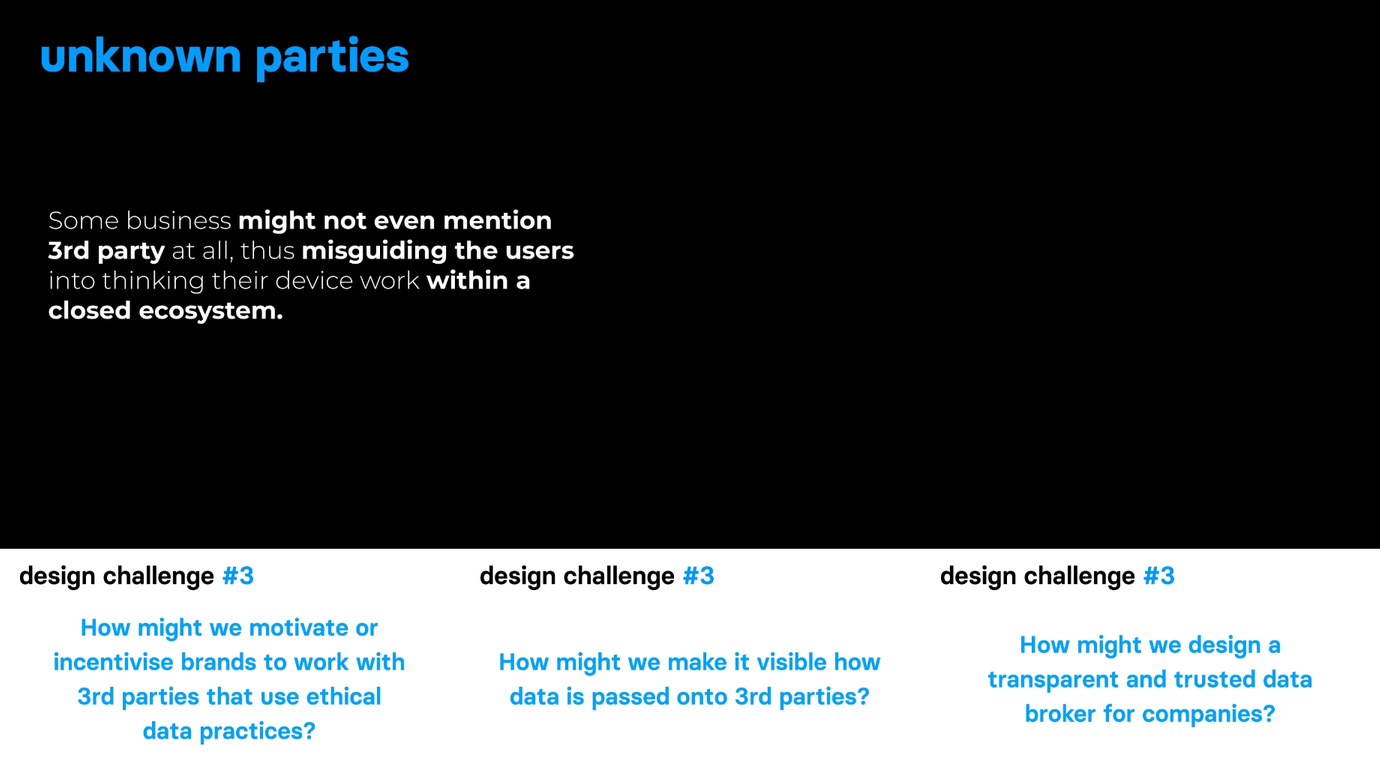 unknown parties
Some business might not even mention
3rd party at all, thus misguiding the users
into thinking their device work within a
closed ecosystem.
design challenge #3
How might we motivate or
incentivise brands to work with
3rd parties that use ethical
data practices?
design challenge #3
How might we make it visible how
data is passed onto 3rd parties?
design challenge #3
How might we design a
transparent and trusted data
broker for companies?